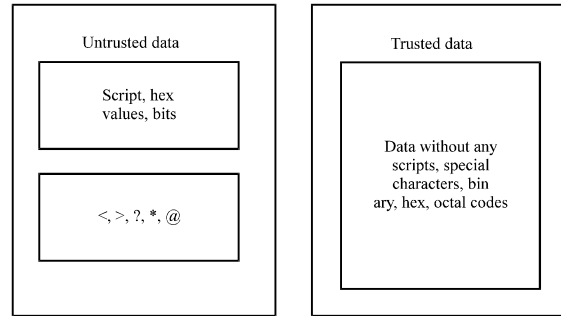 Untrusted data
Script, hex
values, bits
<, >, ?, *, @
Trusted data
Data without any
scripts, special
characters, bin
ary, hex, octal codes